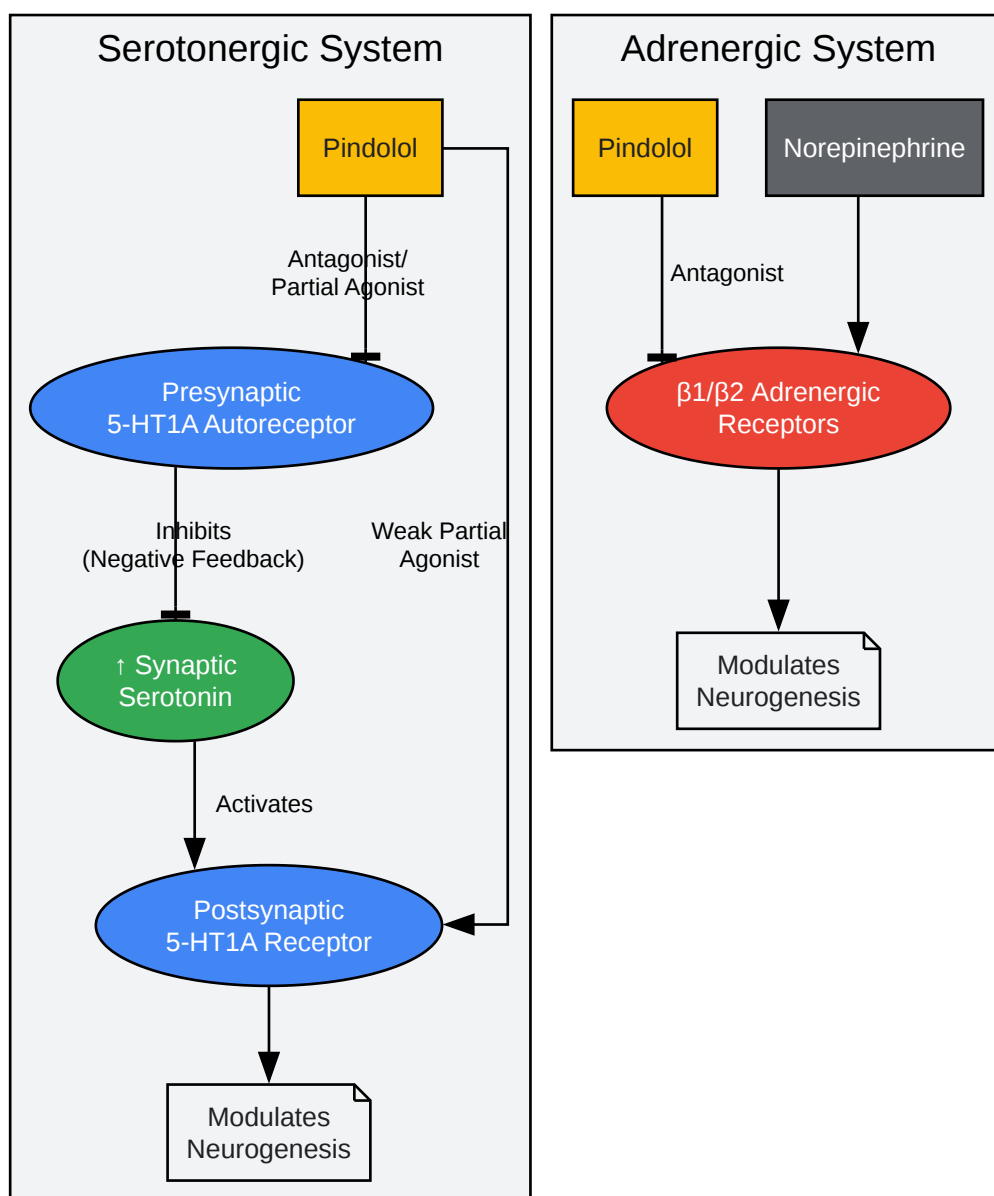 Serotonergic System
Pindolol
Antagonist/
Partial Agonist
Presynaptic
5-HT1A Autoreceptor
Inhibits
(Negative Feedback)
Weak Partial
Agonist
↑ Synaptic
Serotonin
Activates
Postsynaptic
5-HT1A Receptor
Modulates
Neurogenesis
Adrenergic System
Pindolol
Norepinephrine
Antagonist
β1/β2 Adrenergic
Receptors
Modulates
Neurogenesis